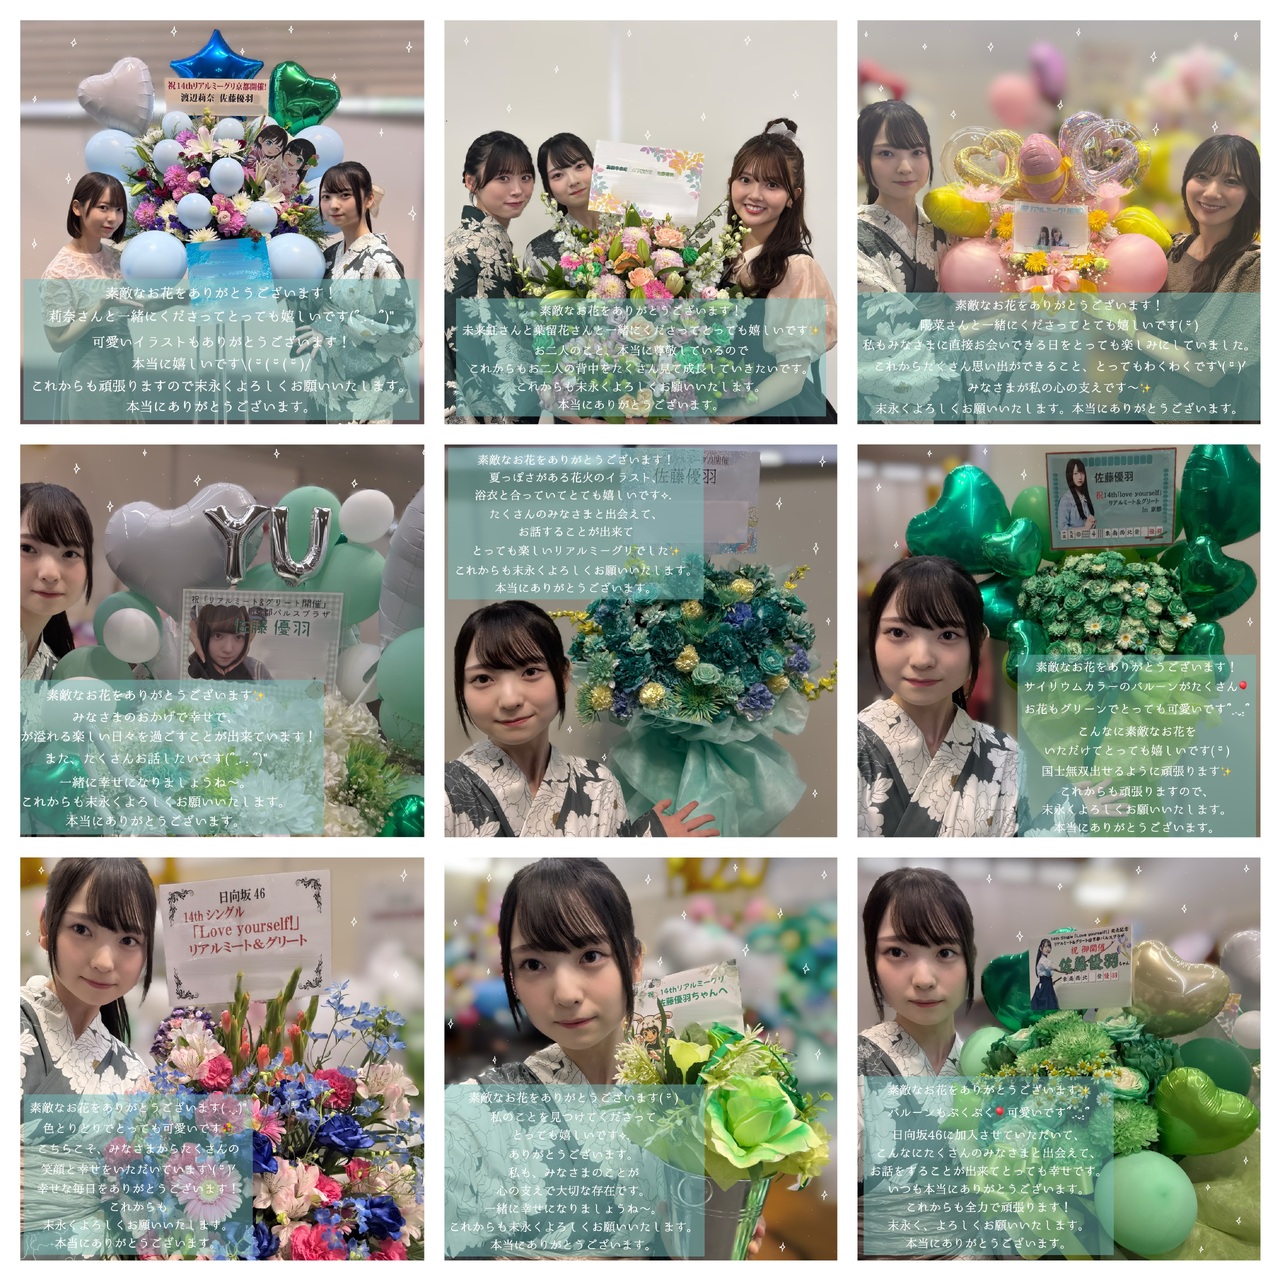 祝14thリアルミーグリ京都開催!
渡辺莉奈 佐藤優羽
素敵なお花をありがとうございます！
莉奈さんと一緒にくださってとっても嬉しいです(ᵔ. .ᵔ)"
可愛いイラストもありがとうございます！
本当に嬉しいです\( ᵕ̈ ( ᵕ̈ ( ᵕ̈ )/
これからも頑張りますので末永くよろしくお願いいたします。
本当にありがとうございます。
素敵なお花をありがとうございます！
未来虹さんと葉留花さんと一緒にくださってとっても嬉しいです✨
お二人のこと、本当に尊敬しているので
これからもお二人の背中をたくさん見て成長していきたいです。
これからも末永くよろしくお願いいたします。
本当にありがとうございます。
素敵なお花をありがとうございます！
陽菜さんと一緒にくださってとても嬉しいです( ᵕ̈ )
私もみなさまに直接お会いできる日をとっても楽しみにしていました。
これからたくさん思い出ができること、とってもわくわくです\( ᵕ̈ )/
みなさまが私の心の支えです〜✨
末永くよろしくお願いいたします。本当にありがとうございます。
YU
祝「リアルミート&グリート開催」
都パルスプラザ
佐藤優羽
素敵なお花をありがとうございます✨
みなさまのおかげで幸せで、
が溢れる楽しい日々を過ごすことが出来ています！
また、たくさんお話したいです(ᵔ. .ᵔ)"
一緒に幸せになりましょうね〜。
これからも末永くよろしくお願いいたします。
本当にありがとうございます。
佐藤優羽
素敵なお花をありがとうございます！
夏っぽさがある花火のイラスト、
浴衣と合っていてとても嬉しいです✧
たくさんのみなさまと出会えて、
お話することが出来て
とっても楽しいリアルミーグリでした✨
これからも末永くよろしくお願いいたします。
本当にありがとうございます。
佐藤優羽
祝 14th「love yourself!」
リアルミート&グリート
in 京都
素敵なお花をありがとうございます！
サイリウムカラーのバルーンがたくさん🎈
お花もグリーンでとっても可愛いです
こんなに素敵なお花を
いただけてとっても嬉しいです( ᵕ̈ )
国士無双出せるように頑張ります✨
これからも頑張りますので、
末永くよろしくお願いいたします。
本当にありがとうございます。
日向坂46
14thシングル
「Love yourself!」
リアルミート&グリート
素敵なお花をありがとうございます(. .)"
色とりどりでとっても可愛いです✨
こちらこそ、みなさまからたくさんの
笑顔と幸せをいただいています\( ᵕ̈ )/
幸せな毎日をありがとうございます！
これからも
末永くよろしくお願いいたします。
本当にありがとうございます。
祝 14thリアルミーグリ
佐藤優羽ちゃんへ
素敵なお花をありがとうございます( ᵕ̈ )
私のことを見つけてくださって
とっても嬉しいです✧
ありがとうございます。
私も、みなさまのことが
心の支えで大切な存在です。
一緒に幸せになりましょうね〜。
これからも末永くよろしくお願いいたします。
本当にありがとうございます。
14th Single「Love yourself!」発売記念
リアルミート&グリート@京都パルスプラザ
祝 御開催
佐藤優羽ちゃん
素敵なお花をありがとうございます✨
バルーンもぷくぷく🎈可愛いです
日向坂46に加入させていただいて、
こんなにたくさんのみなさまと出会えて、
お話をすることが出来てとっても幸せです。
いつも本当にありがとうございます。
これからも全力で頑張ります！
末永く、よろしくお願いいたします。
本当にありがとうございます。